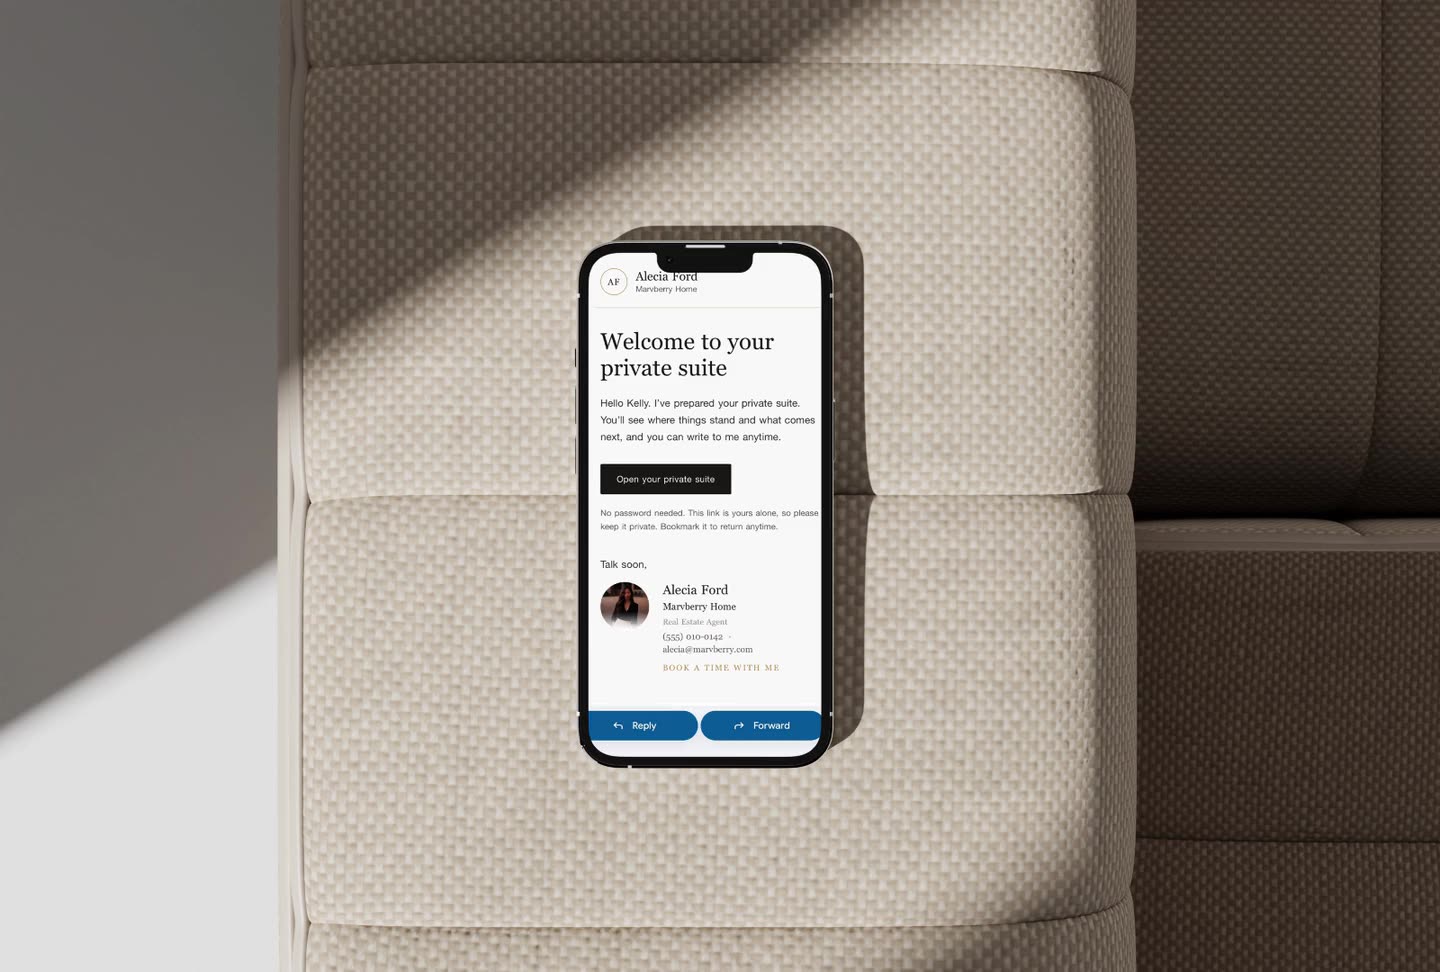 AF
Alecia Ford
Marvberry Home
Welcome to your
private suite
Hello Kelly. I've prepared your private suite.
You'll see where things stand and what comes
next, and you can write to me anytime.
Open your private suite
No password needed. This link is yours alone, so please
keep it private. Bookmark it to return anytime.
Talk soon,
Alecia Ford
Marvberry Home
Real Estate Agent
(555) 010-0142 ·
alecia@marvberry.com
BOOK A TIME WITH ME
Reply
Forward